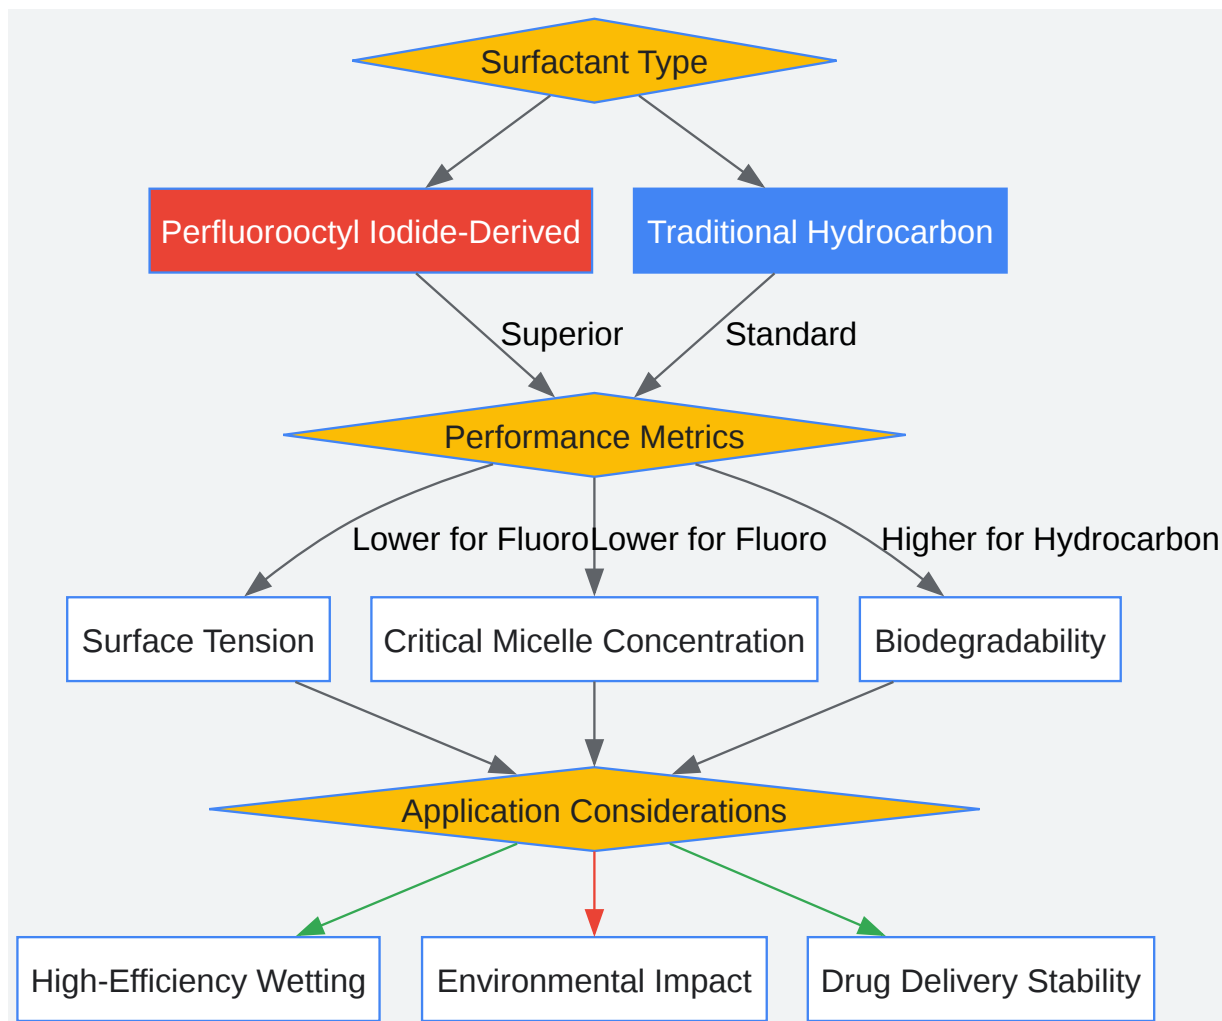 Surfactant Type
Perfluorooctyl Iodide-Derived
Traditional Hydrocarbon
Superior
Standard
Performance Metrics
Lower for Fluoro
Lower for Fluoro
Higher for Hydrocarbon
Surface Tension
Critical Micelle Concentration
Biodegradability
Application Considerations
High-Efficiency Wetting
Environmental Impact
Drug Delivery Stability